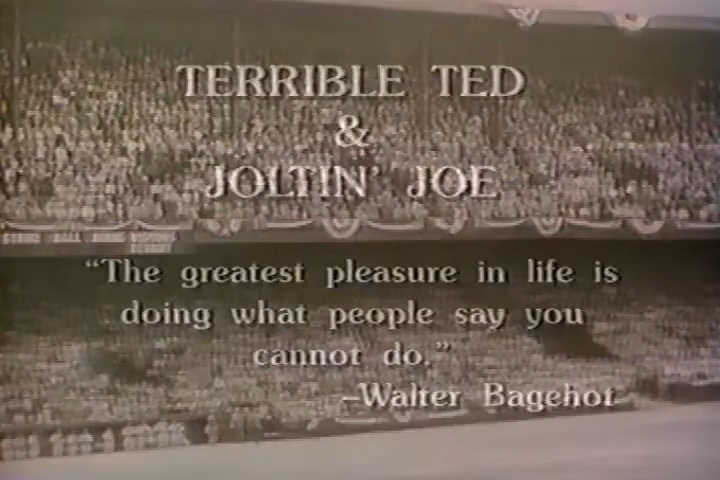 TERRIBLE TED
&
JOLTIN' JOE
“The greatest pleasure in life is
doing what people say you
cannot do.”
–Walter Bagehot